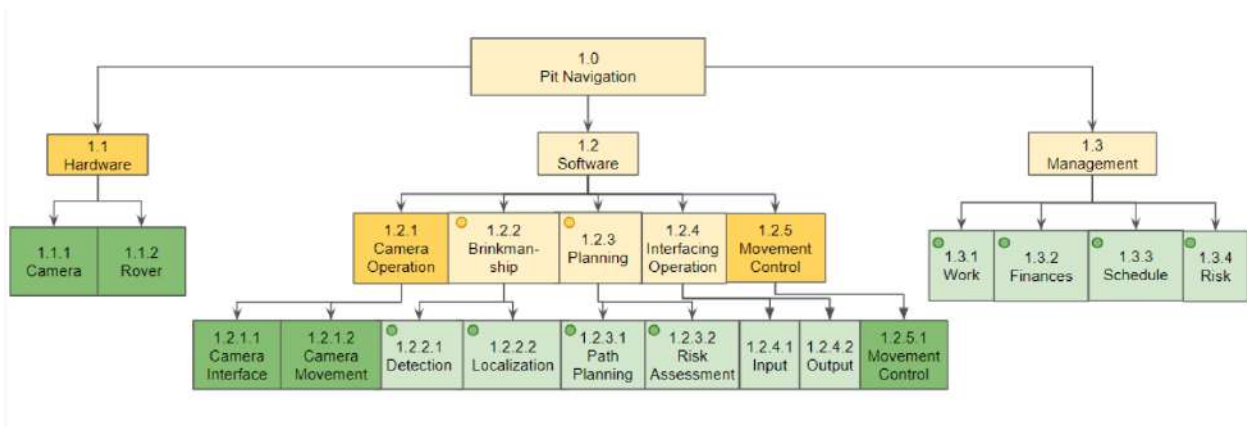 1.0
Pit Navigation
1.1
Hardware
1.2
Software
1.3
Management
1.1.1
Camera
1.1.2
Rover
1.2.1
Camera
Operation
1.2.2
Brinkman-
ship
1.2.3
Planning
1.2.4
Interfacing
Operation
1.2.5
Movement
Control
1.3.1
Work
1.3.2
Finances
1.3.3
Schedule
1.3.4
Risk
1.2.1.1
Camera
Interface
1.2.1.2
Camera
Movement
1.2.2.1
Detection
1.2.2.2
Localization
1.2.3.1
Path
Planning
1.2.3.2
Risk
Assessment
1.2.4.1
Input
1.2.4.2
Output
1.2.5.1
Movement
Control